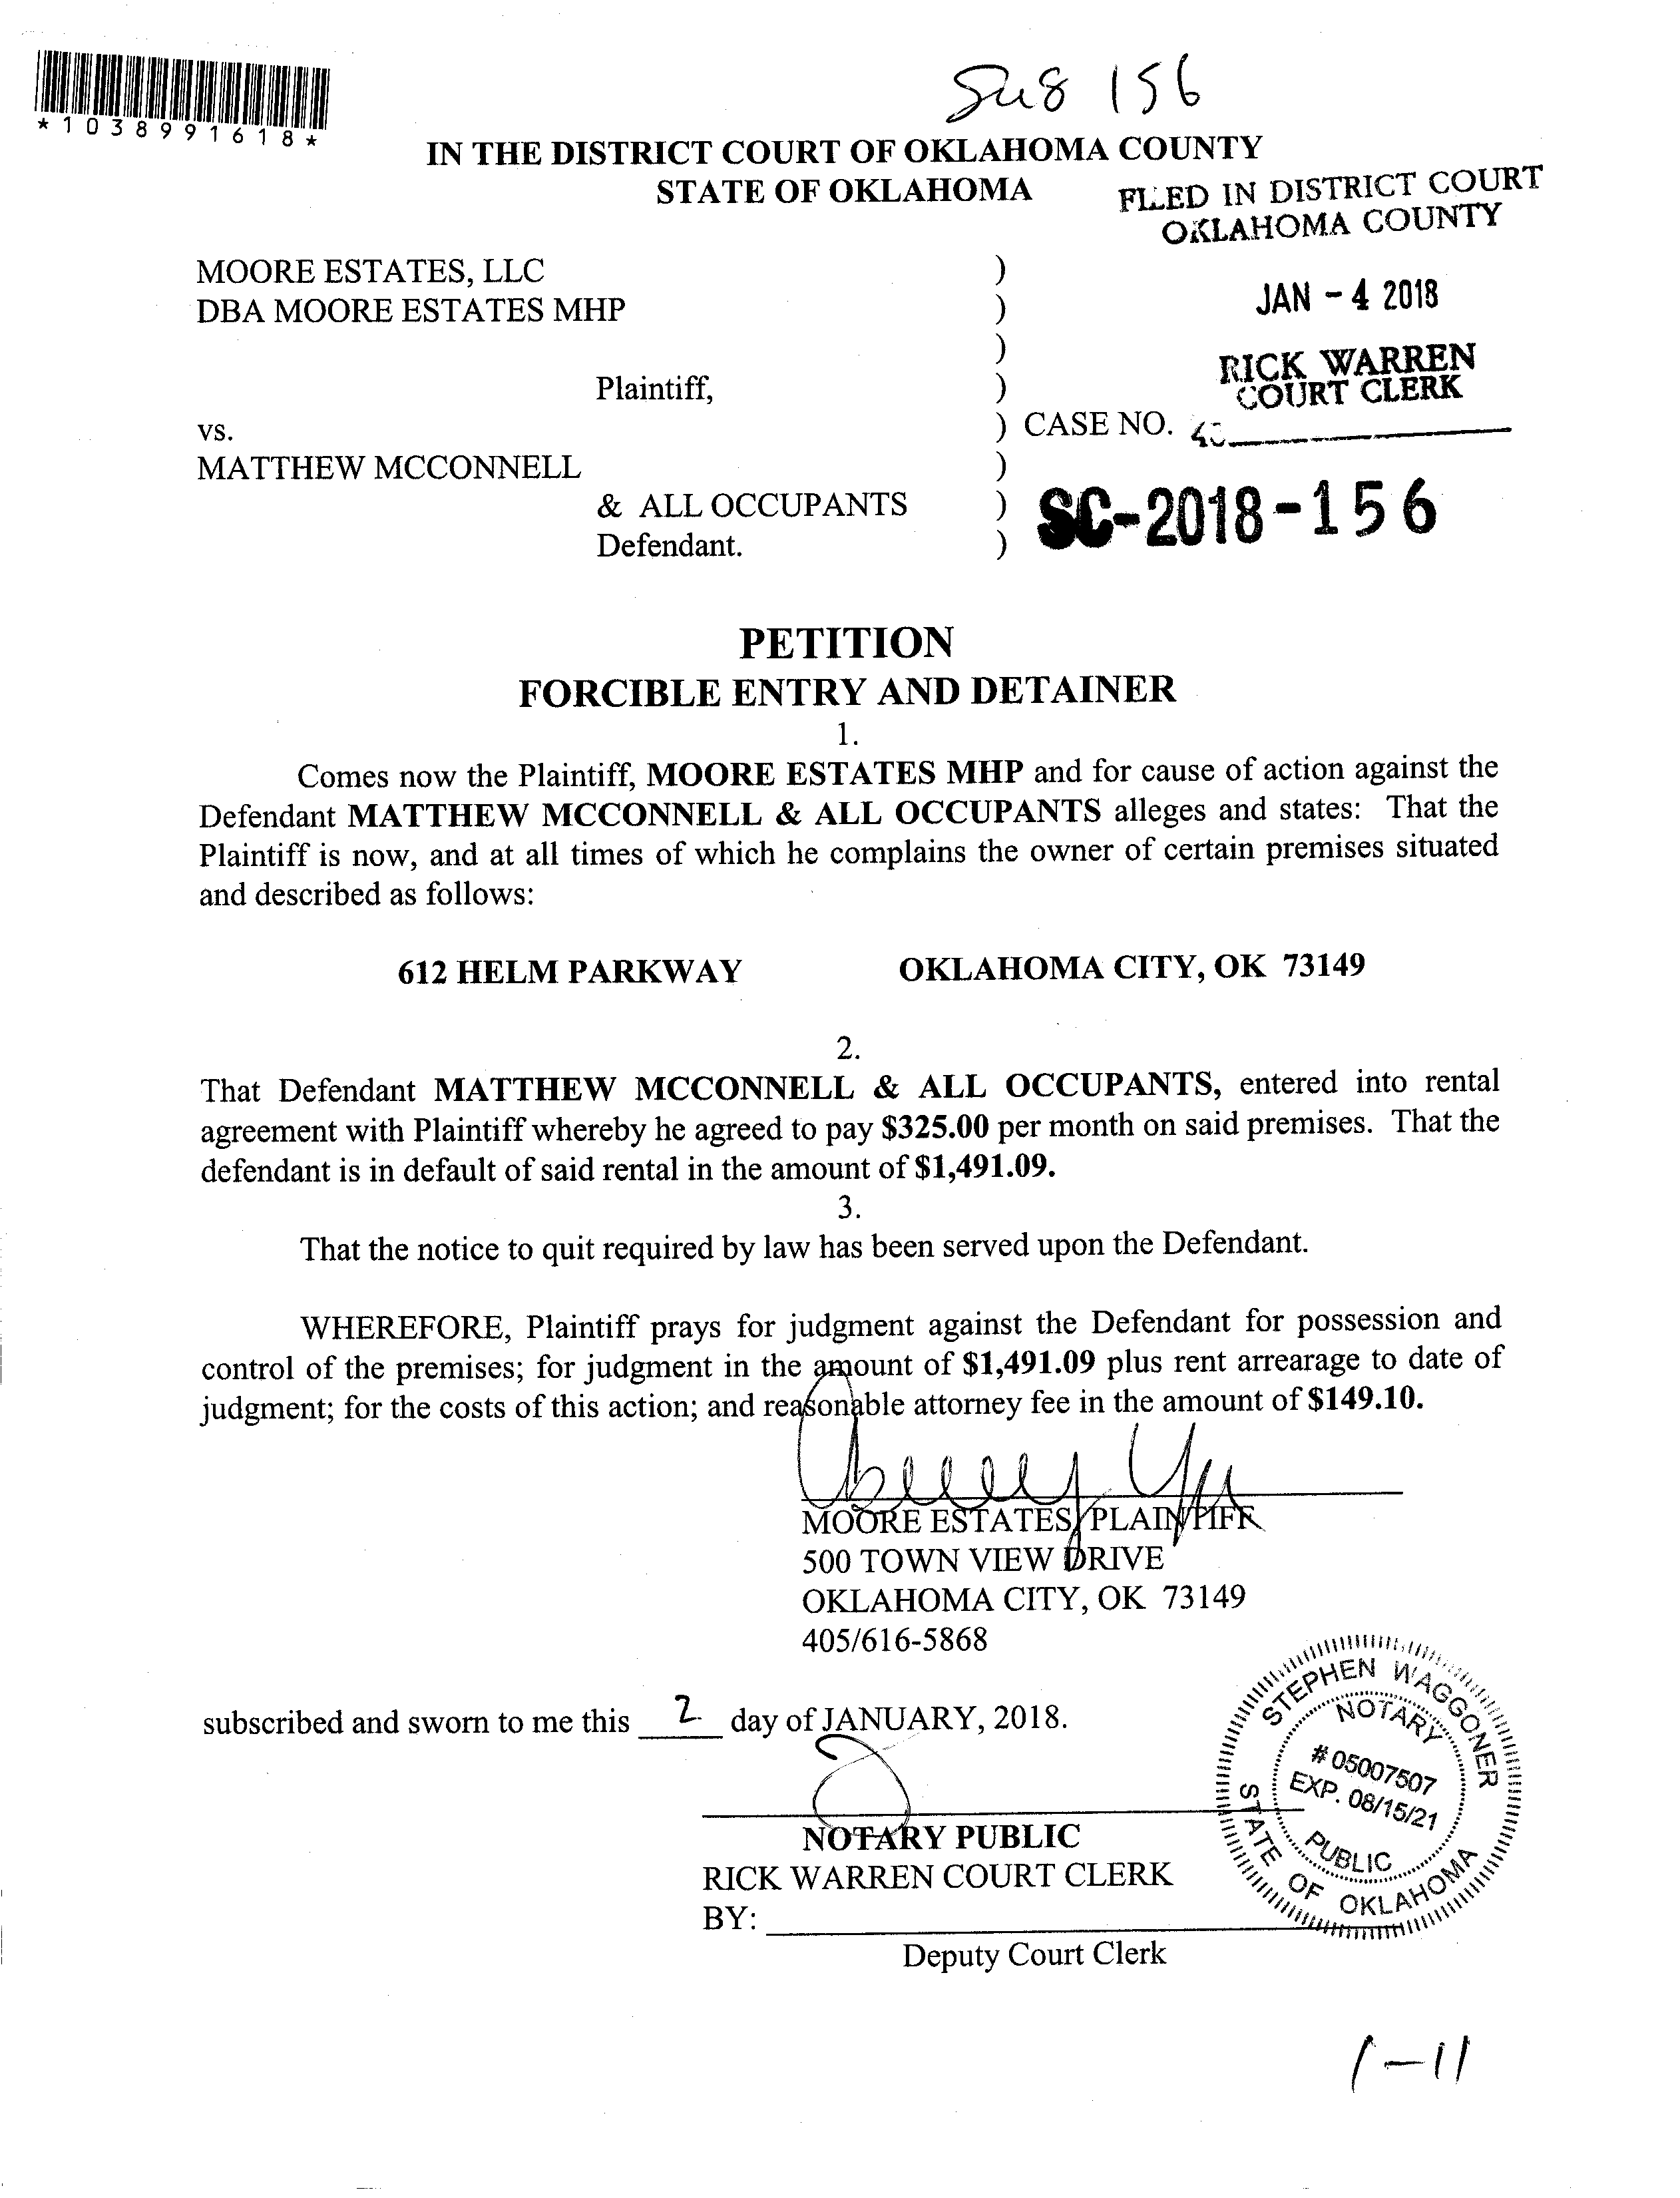 *1038991618*
156
IN THE DISTRICT COURT OF OKLAHOMA COUNTY
STATE OF OKLAHOMA
FILED IN DISTRICT COURT
OKLAHOMA COUNTY
MOORE ESTATES, LLC )
DBA MOORE ESTATES MHP )
JAN - 4 2018
)
RICK WARREN
COURT CLERK
Plaintiff, )
vs. ) CASE NO.
MATTHEW MCCONNELL )
& ALL OCCUPANTS ) SC-2018-156
Defendant. )
PETITION
FORCIBLE ENTRY AND DETAINER
1.
Comes now the Plaintiff, MOORE ESTATES MHP and for cause of action against the
Defendant MATTHEW MCCONNELL & ALL OCCUPANTS alleges and states: That the
Plaintiff is now, and at all times of which he complains the owner of certain premises situated
and described as follows:
612 HELM PARKWAY OKLAHOMA CITY, OK 73149
2.
That Defendant MATTHEW MCCONNELL & ALL OCCUPANTS, entered into rental
agreement with Plaintiff whereby he agreed to pay $325.00 per month on said premises. That the
defendant is in default of said rental in the amount of $1,491.09.
3.
That the notice to quit required by law has been served upon the Defendant.
WHEREFORE, Plaintiff prays for judgment against the Defendant for possession and
control of the premises; for judgment in the amount of $1,491.09 plus rent arrearage to date of
judgment; for the costs of this action; and reasonable attorney fee in the amount of $149.10.
MOORE ESTATES/PLAINTIFF
500 TOWN VIEW DRIVE
OKLAHOMA CITY, OK 73149
405/616-5868
subscribed and sworn to me this 2 day of JANUARY, 2018.
NOTARY PUBLIC
RICK WARREN COURT CLERK
BY:
Deputy Court Clerk
STEPHEN WAGGONER
NOTARY
# 05007507
EXP. 08/15/21
PUBLIC
STATE OF OKLAHOMA
1-11